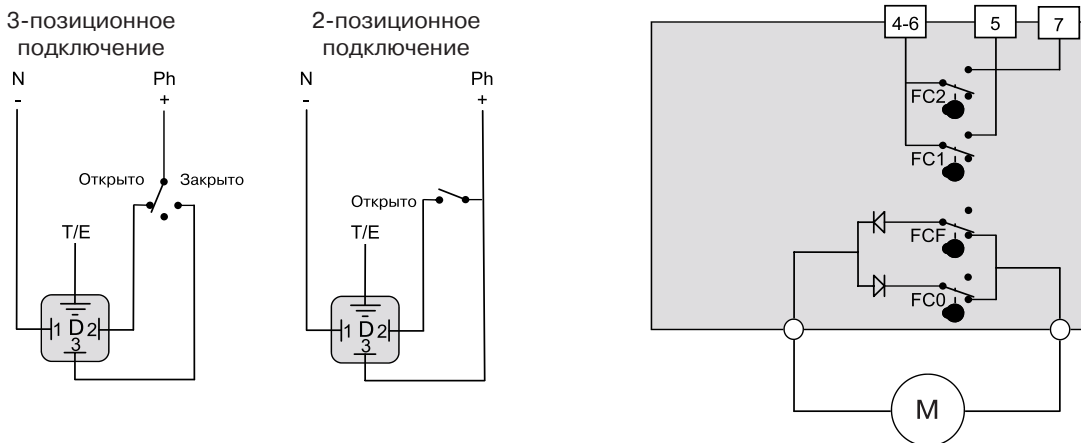 3-позиционное
подключение
N
Ph
-
+
Открыто
Закрыто
T/E
1 D 2
3
2-позиционное
подключение
N
Ph
-
+
Открыто
T/E
1 D 2
3
4-6
5
7
FC2
FC1
FCF
FC0
M